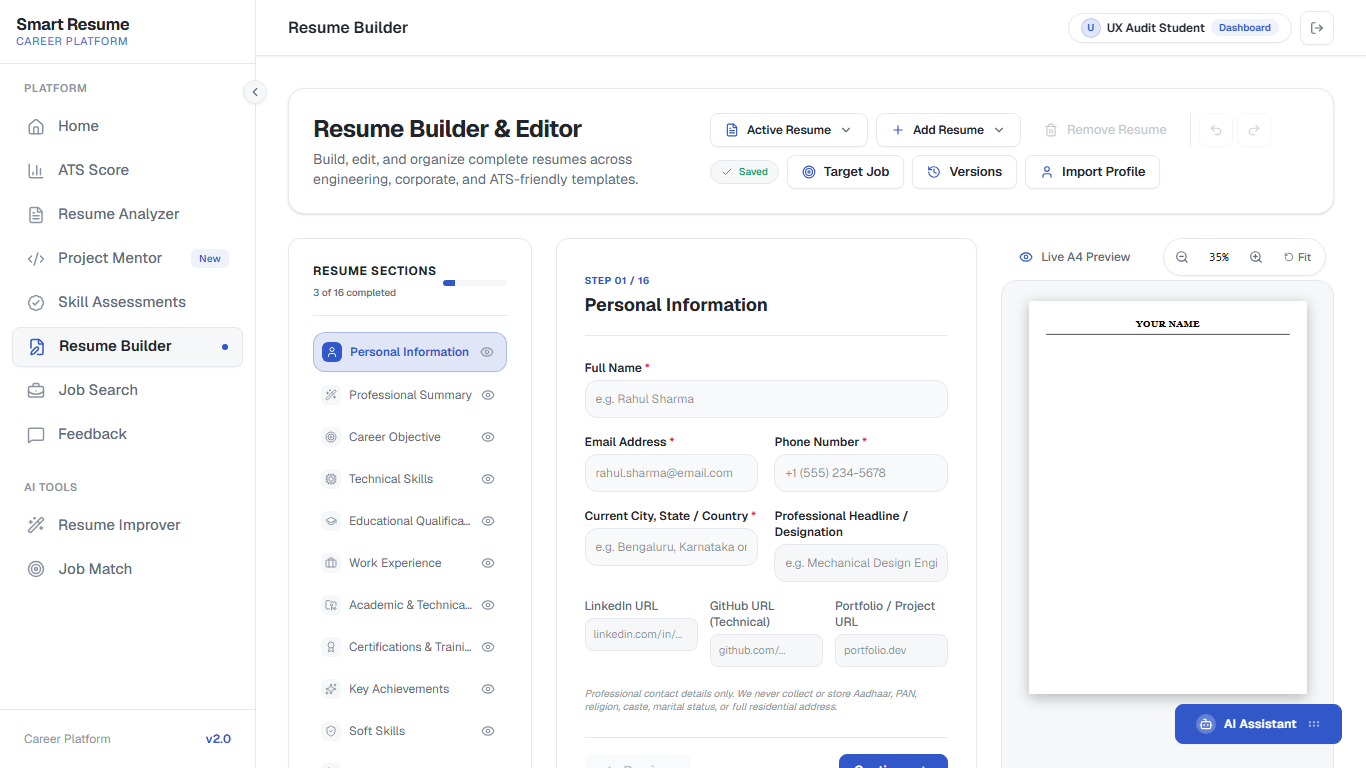 Smart Resume
CAREER PLATFORM
PLATFORM
Home
ATS Score
Resume Analyzer
Project Mentor New
Skill Assessments
Resume Builder
Job Search
Feedback
AI TOOLS
Resume Improver
Job Match
Career Platform v2.0
Resume Builder
U UX Audit Student Dashboard
Resume Builder & Editor
Build, edit, and organize complete resumes across
engineering, corporate, and ATS-friendly templates.
Active Resume Add Resume Remove Resume
Saved Target Job Versions Import Profile
RESUME SECTIONS
3 of 16 completed
Personal Information
Professional Summary
Career Objective
Technical Skills
Educational Qualifica...
Work Experience
Academic & Technica...
Certifications & Traini...
Key Achievements
Soft Skills
STEP 01 / 16
Personal Information
Full Name *
e.g. Rahul Sharma
Email Address * Phone Number *
rahul.sharma@email.com +1 (555) 234-5678
Current City, State / Country * Professional Headline /
Designation
e.g. Bengaluru, Karnataka or e.g. Mechanical Design Engi
LinkedIn URL GitHub URL Portfolio / Project
(Technical) URL
linkedin.com/in/... github.com/... portfolio.dev
Professional contact details only. We never collect or store Aadhaar, PAN,
religion, caste, marital status, or full residential address.
Live A4 Preview 35% Fit
YOUR NAME
AI Assistant